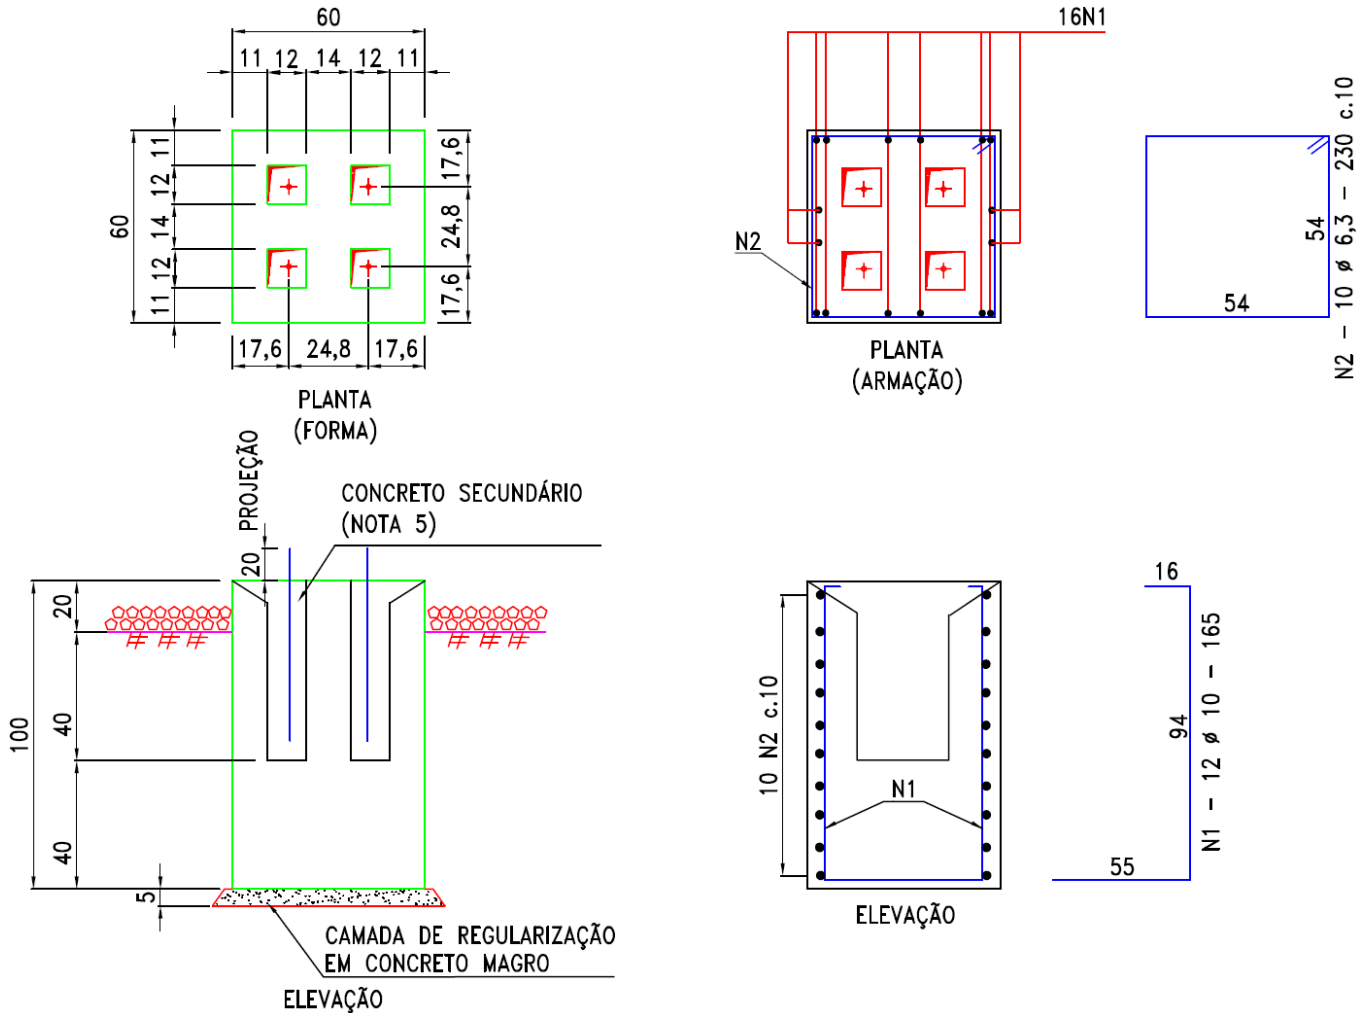 60
11 12 14 12 11
60
11
12
14
12
11
17,6
24,8
17,6
17,6 24,8 17,6
PLANTA
(FORMA)
16N1
N2
PLANTA
(ARMAÇÃO)
54
54
N2 - 10 ø 6,3 - 230 c.10
PROJEÇÃO
20
CONCRETO SECUNDÁRIO
(NOTA 5)
100
20
40
40
5
CAMADA DE REGULARIZAÇÃO
EM CONCRETO MAGRO
ELEVAÇÃO
10 N2 c.10
N1
ELEVAÇÃO
16
94
55
N1 - 12 ø 10 - 165